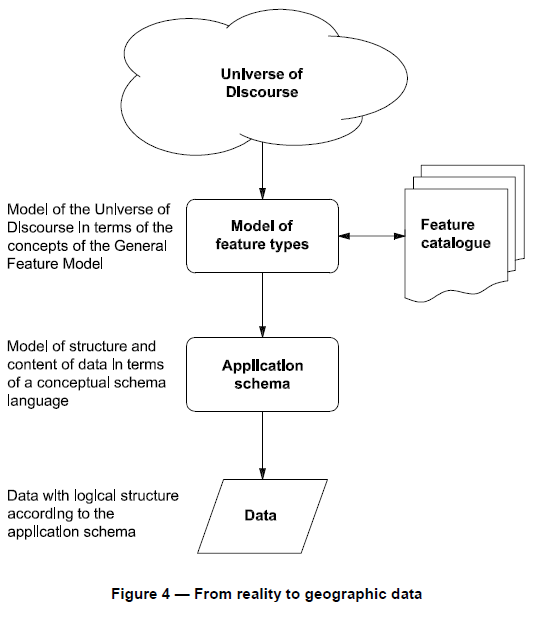 Universe of
Discourse
Model of the Universe of
Discourse in terms of the
concepts of the General
Feature Model
Model of
feature types
Feature
catalogue
Model of structure and
content of data in terms
of a conceptual schema
language
Application
schema
Data with logical structure
according to the
application schema
Data
Figure 4 — From reality to geographic data